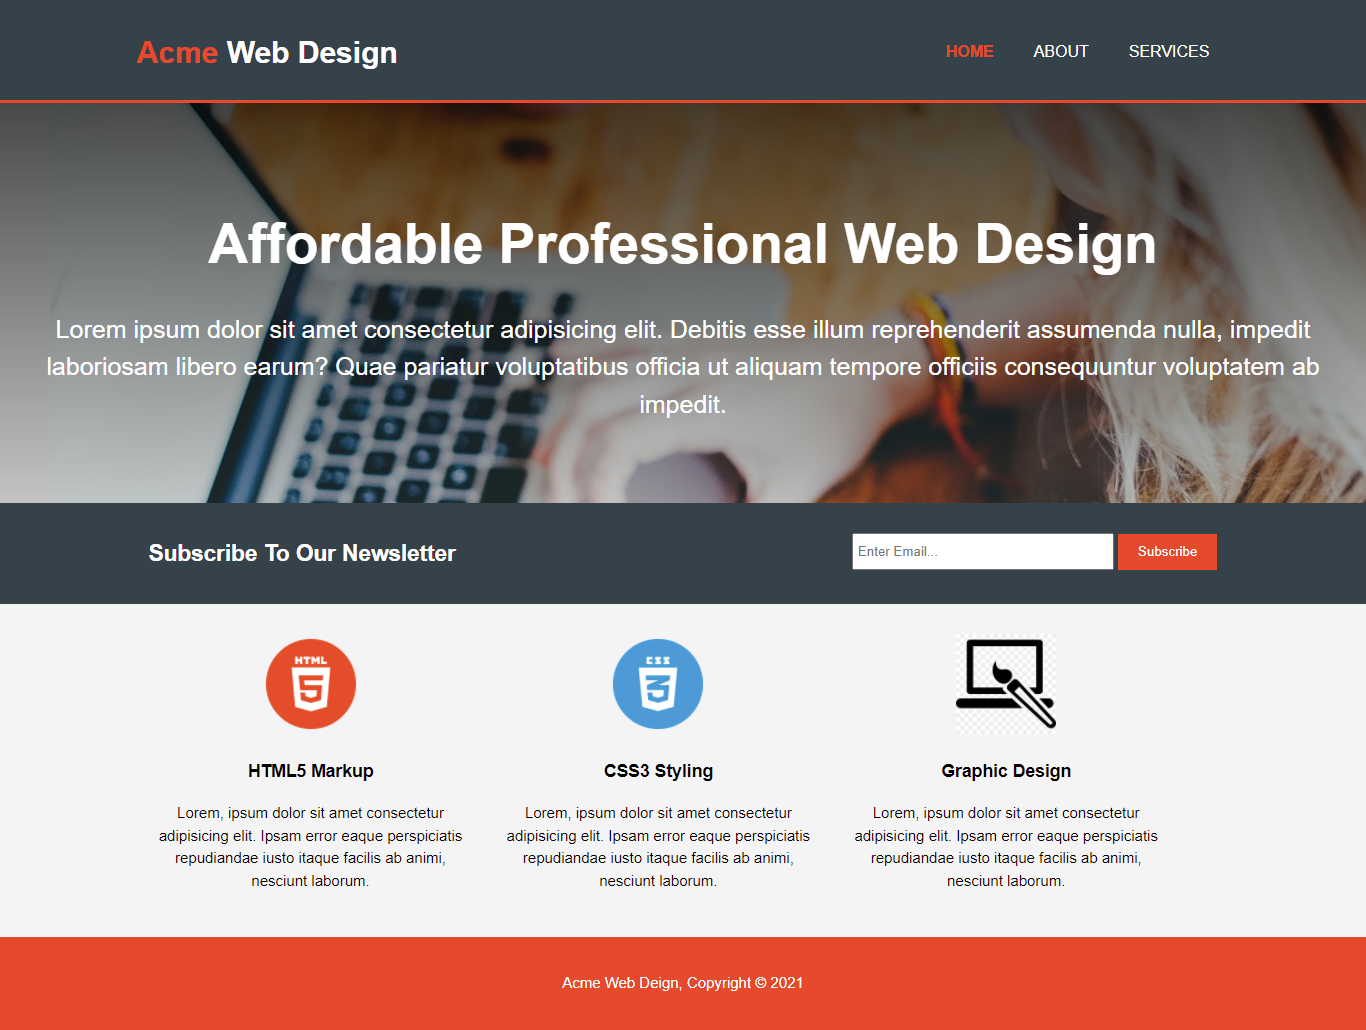 Acme Web Design
HOME ABOUT SERVICES
Affordable Professional Web Design
Lorem ipsum dolor sit amet consectetur adipisicing elit. Debitis esse illum reprehenderit assumenda nulla, impedit
laboriosam libero earum? Quae pariatur voluptatibus officia ut aliquam tempore officiis consequuntur voluptatem ab
impedit.
Subscribe To Our Newsletter
Enter Email...
Subscribe
HTML
5
HTML5 Markup
Lorem, ipsum dolor sit amet consectetur
adipisicing elit. Ipsam error eaque perspiciatis
repudiandae iusto itaque facilis ab animi,
nesciunt laborum.
CSS
3
CSS3 Styling
Lorem, ipsum dolor sit amet consectetur
adipisicing elit. Ipsam error eaque perspiciatis
repudiandae iusto itaque facilis ab animi,
nesciunt laborum.
Graphic Design
Lorem, ipsum dolor sit amet consectetur
adipisicing elit. Ipsam error eaque perspiciatis
repudiandae iusto itaque facilis ab animi,
nesciunt laborum.
Acme Web Deign, Copyright © 2021